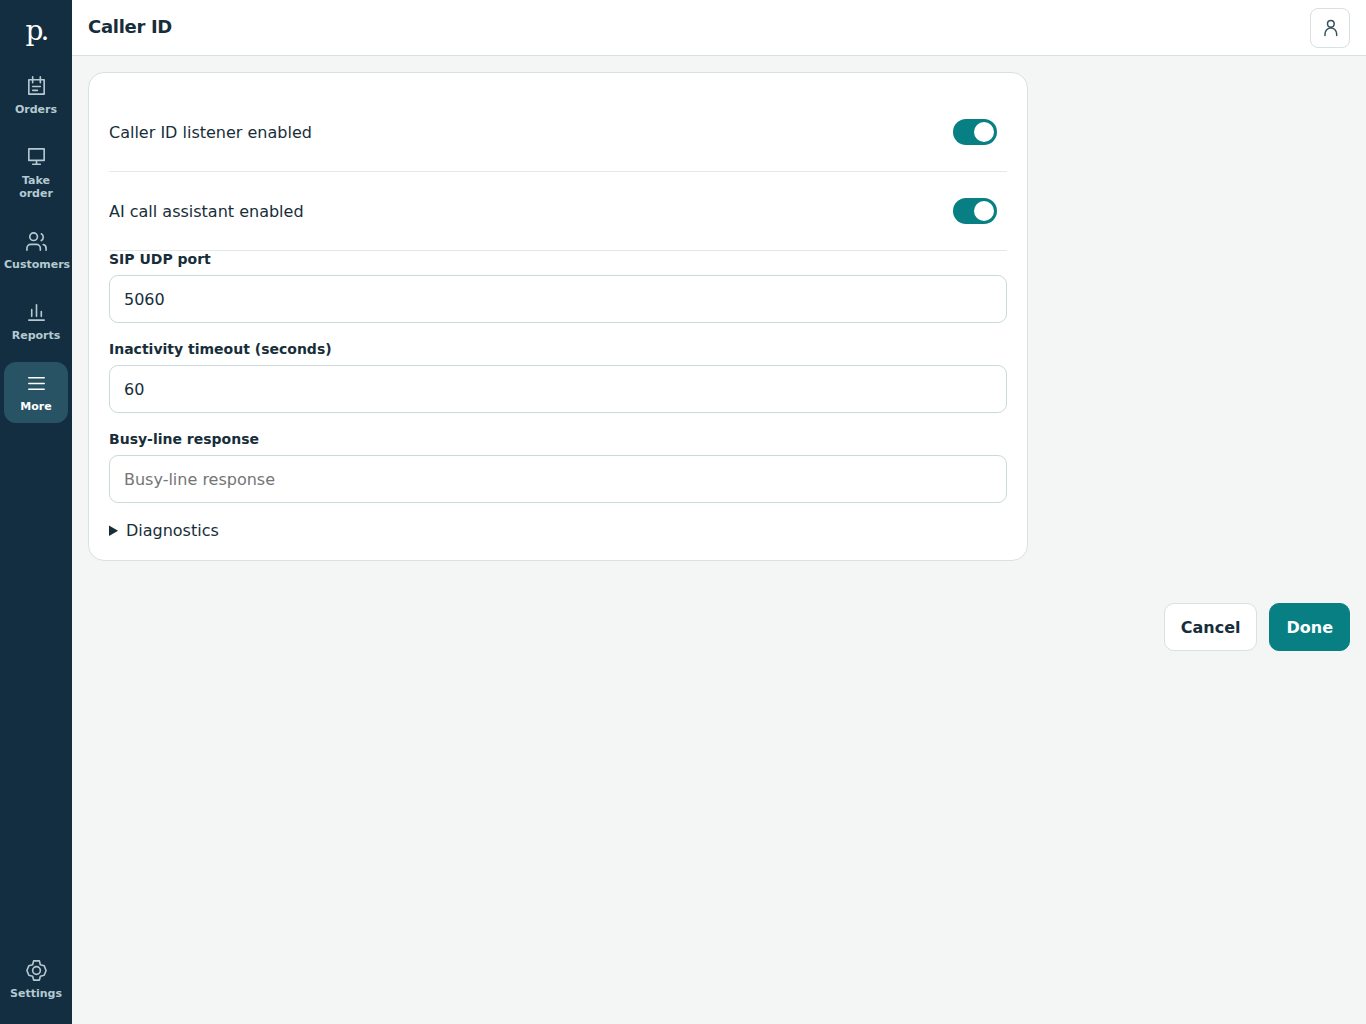 p.
Caller ID
Orders
Take
order
Customers
Reports
More
Settings
Caller ID listener enabled
AI call assistant enabled
SIP UDP port
5060
Inactivity timeout (seconds)
60
Busy-line response
Busy-line response
Diagnostics
Cancel
Done